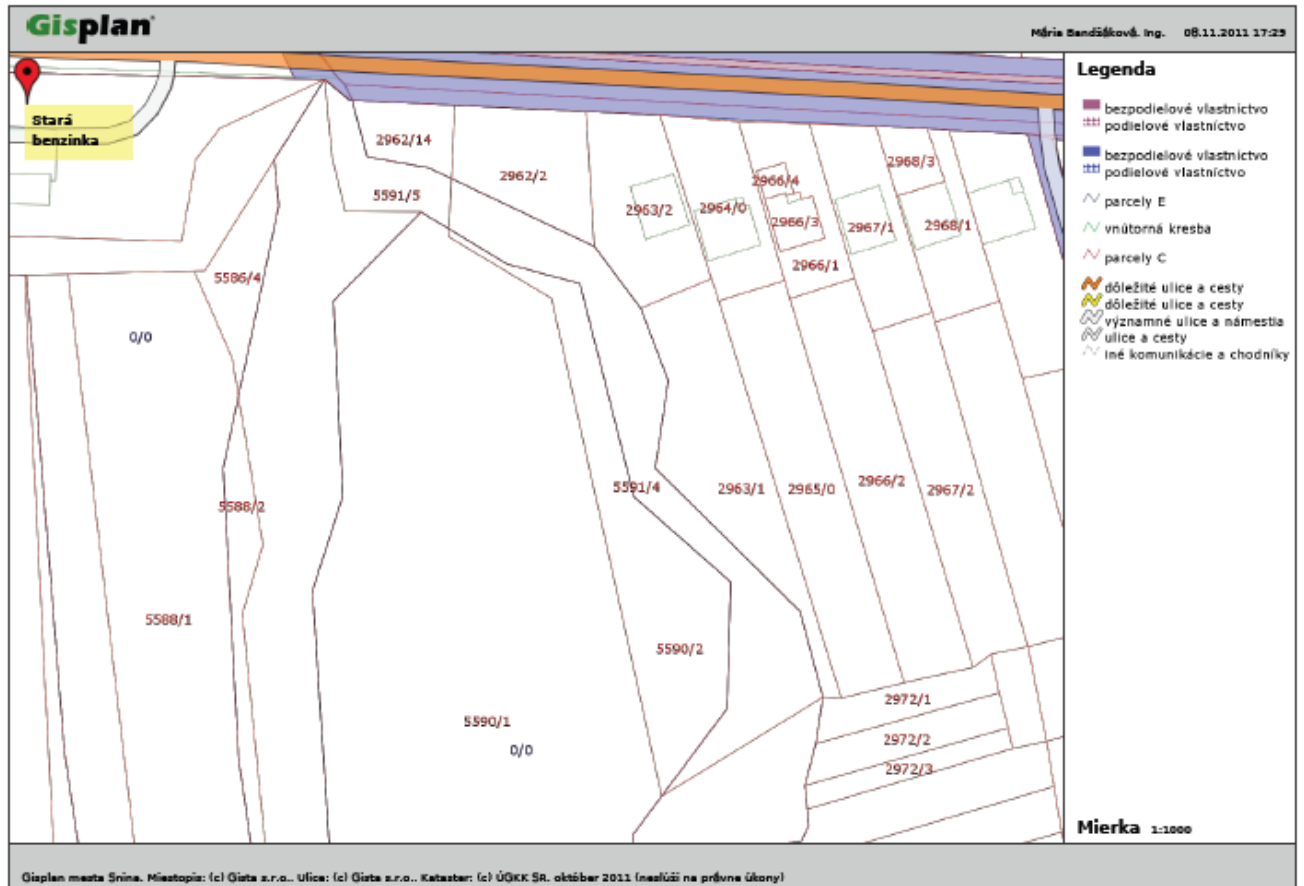 Gisplan
Mária Bandžáková, Ing. 08.11.2011 17:29
Stará
benzinka
2962/14
5591/5
2962/2
2963/2
2964/0
2966/4
2966/3
2966/1
2967/1
2968/3
2968/1
5586/4
0/0
5588/2
5591/4
2963/1
2965/0
2966/2
2967/2
5588/1
5590/2
5590/1
0/0
2972/1
2972/2
2972/3
Legenda
bezpodielové vlastníctvo
podielové vlastníctvo
bezpodielové vlastníctvo
podielové vlastníctvo
parcely E
vnútorná kresba
parcely C
dôležité ulice a cesty
dôležité ulice a cesty
významné ulice a námestia
ulice a cesty
iné komunikácie a chodníky
Mierka 1:1000
Gisplan mesta Snina. Miestopis: (c) Gista s.r.o.. Ulice: (c) Gista s.r.o.. Kataster: (c) ÚGKK SR. október 2011 (neslúži na právne úkony)